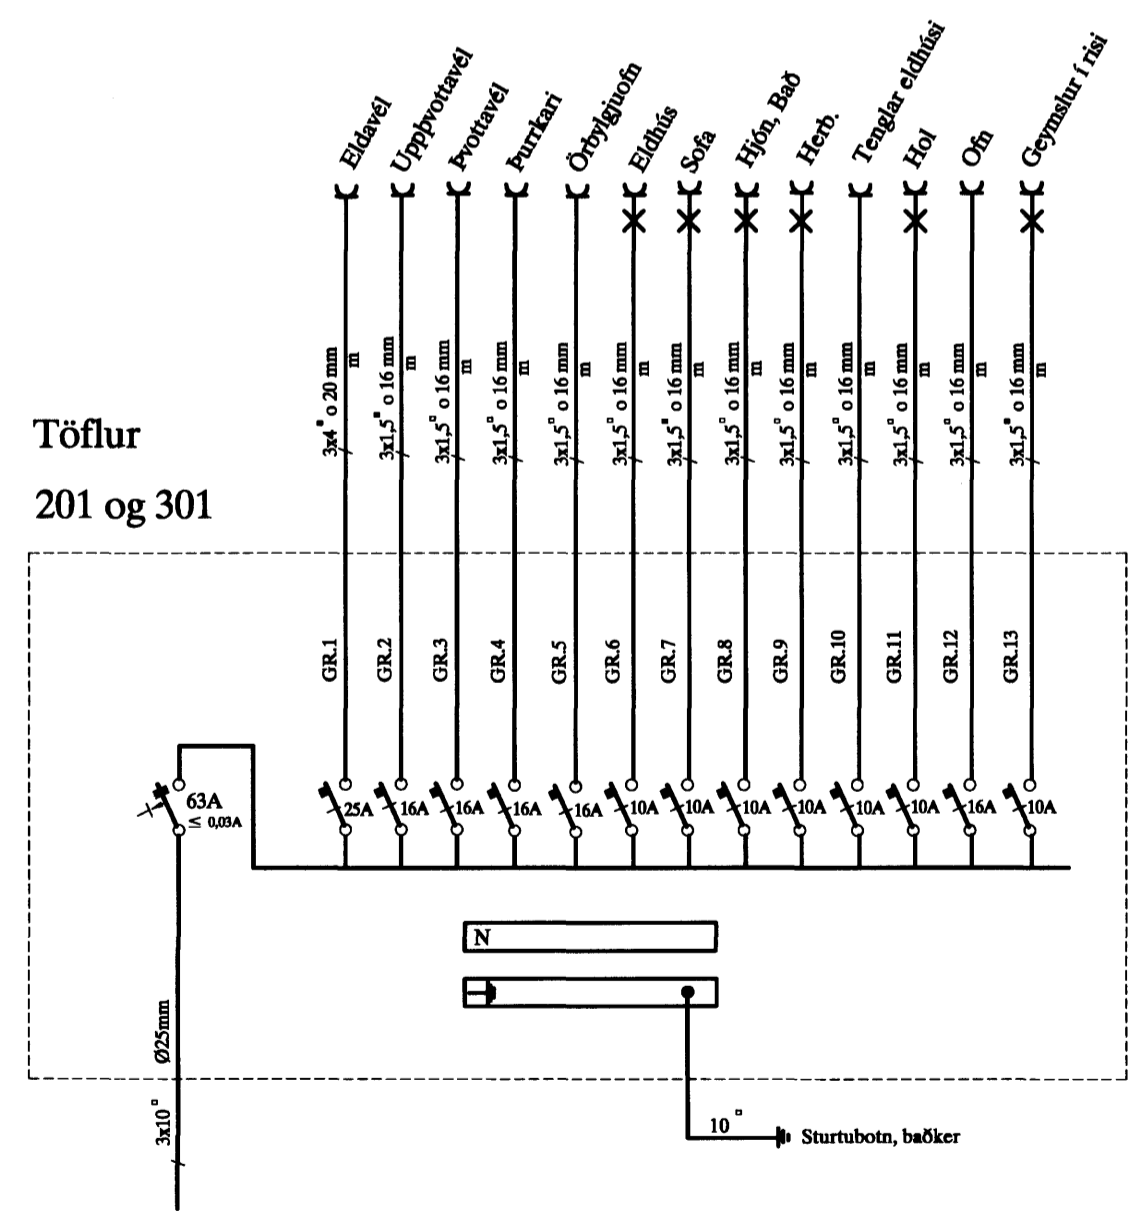 Eldavél
Uppþvottavél
Þvottavél
Þurrkari
Örbylgjuofn
Eldhús
Sofa
Hjón, Bað
Herb.
Tenglar eldhúsi
Hol
Ofn
Geymslur í risi
3x4▫ o 20 mm
m
3x1,5▫ o 16 mm
m
3x1,5▫ o 16 mm
m
3x1,5▫ o 16 mm
m
3x1,5▫ o 16 mm
m
3x1,5▫ o 16 mm
m
3x1,5▫ o 16 mm
m
3x1,5▫ o 16 mm
m
3x1,5▫ o 16 mm
m
3x1,5▫ o 16 mm
m
3x1,5▫ o 16 mm
m
3x1,5▫ o 16 mm
m
3x1,5▫ o 16 mm
m
Töflur
201 og 301
GR.1
GR.2
GR.3
GR.4
GR.5
GR.6
GR.7
GR.8
GR.9
GR.10
GR.11
GR.12
GR.13
63A
≤ 0,03A
25A
16A
16A
16A
16A
10A
10A
10A
10A
10A
10A
16A
10A
N
Ø25mm
3x10▫
10▫
Sturtubotn, baðker